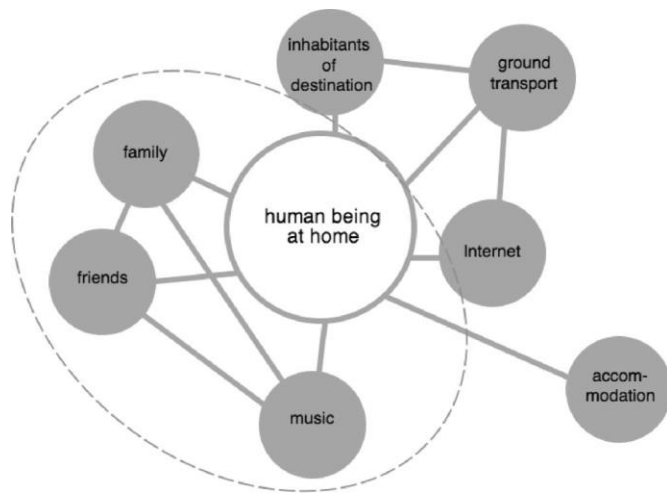 inhabitants
of
destination
ground
transport
family
human being
at home
Internet
friends
accom-
modation
music